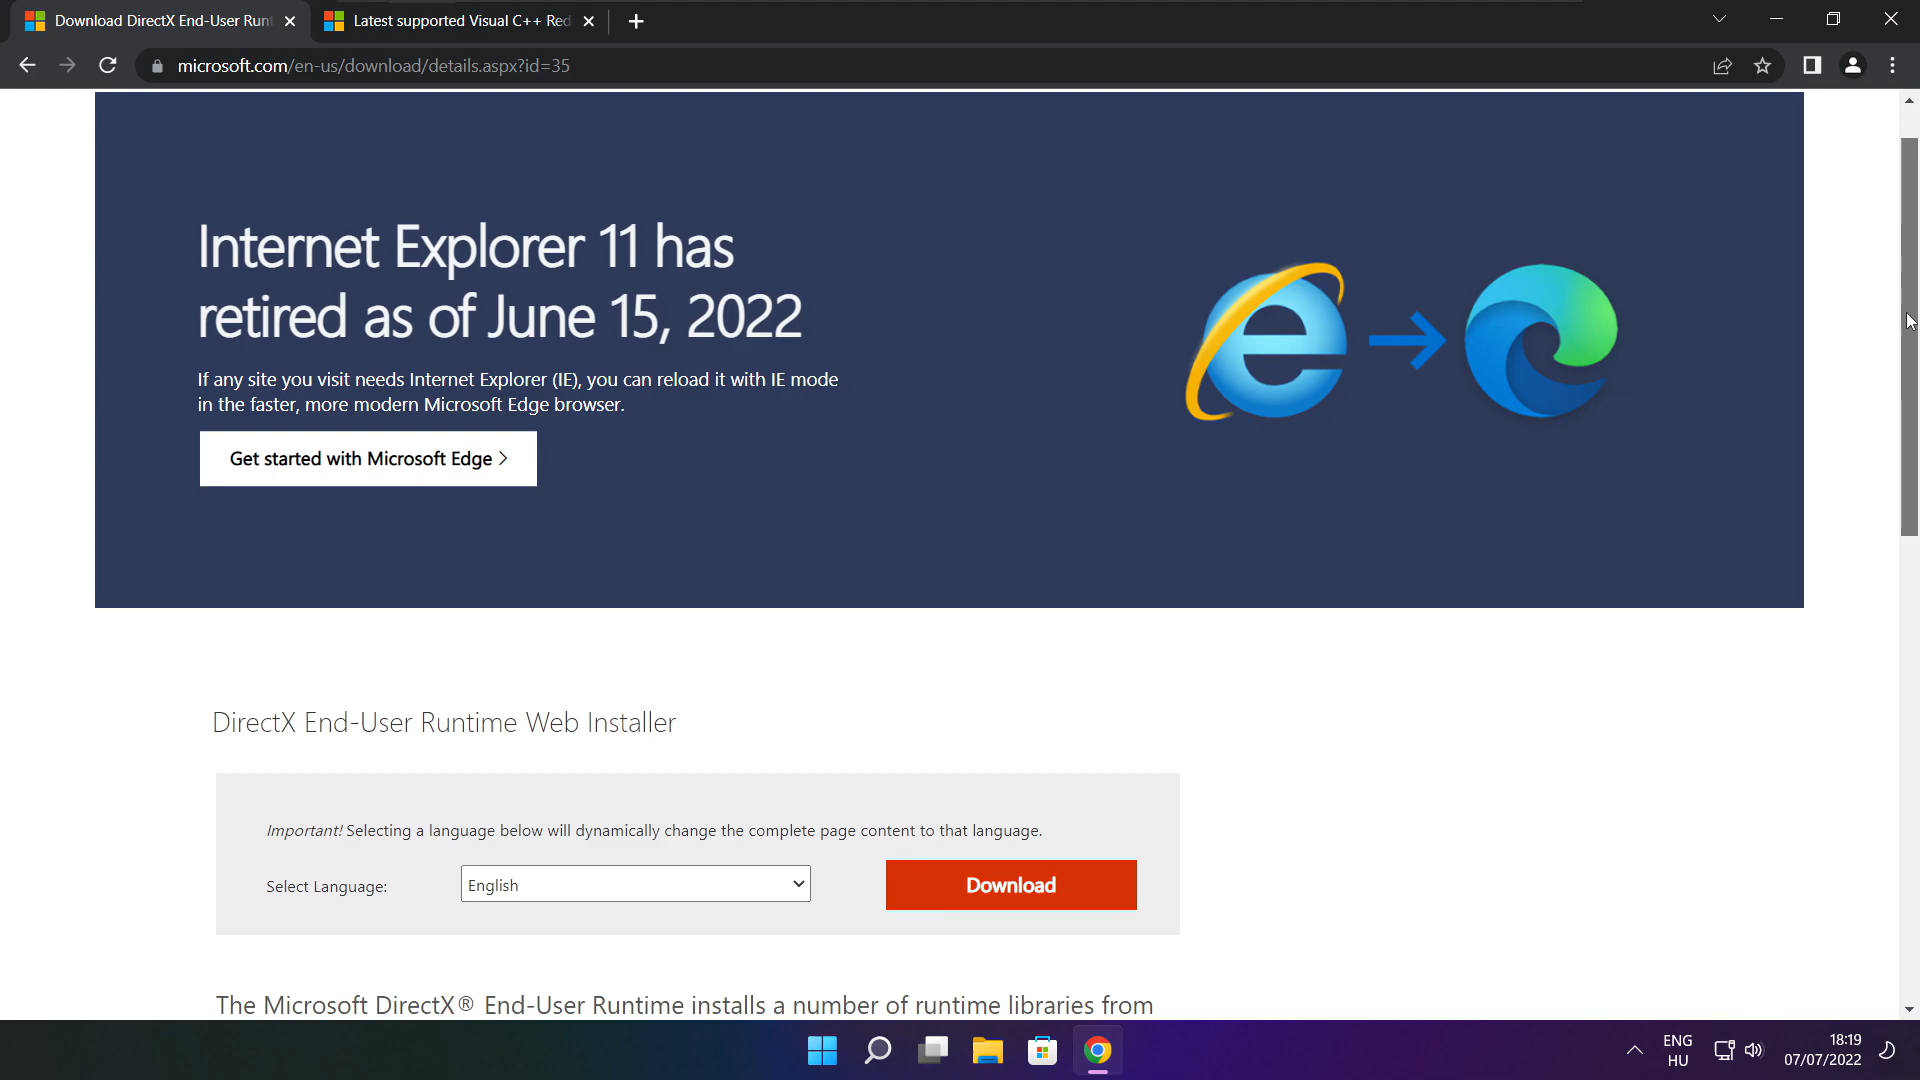 Download DirectX End-User Runt
Latest supported Visual C++ Red
microsoft.com/en-us/download/details.aspx?id=35
Internet Explorer 11 has
retired as of June 15, 2022
If any site you visit needs Internet Explorer (IE), you can reload it with IE mode
in the faster, more modern Microsoft Edge browser.
Get started with Microsoft Edge >
DirectX End-User Runtime Web Installer
Important! Selecting a language below will dynamically change the complete page content to that language.
Select Language:
English
Download
The Microsoft DirectX® End-User Runtime installs a number of runtime libraries from
ENG
HU
18:19
07/07/2022